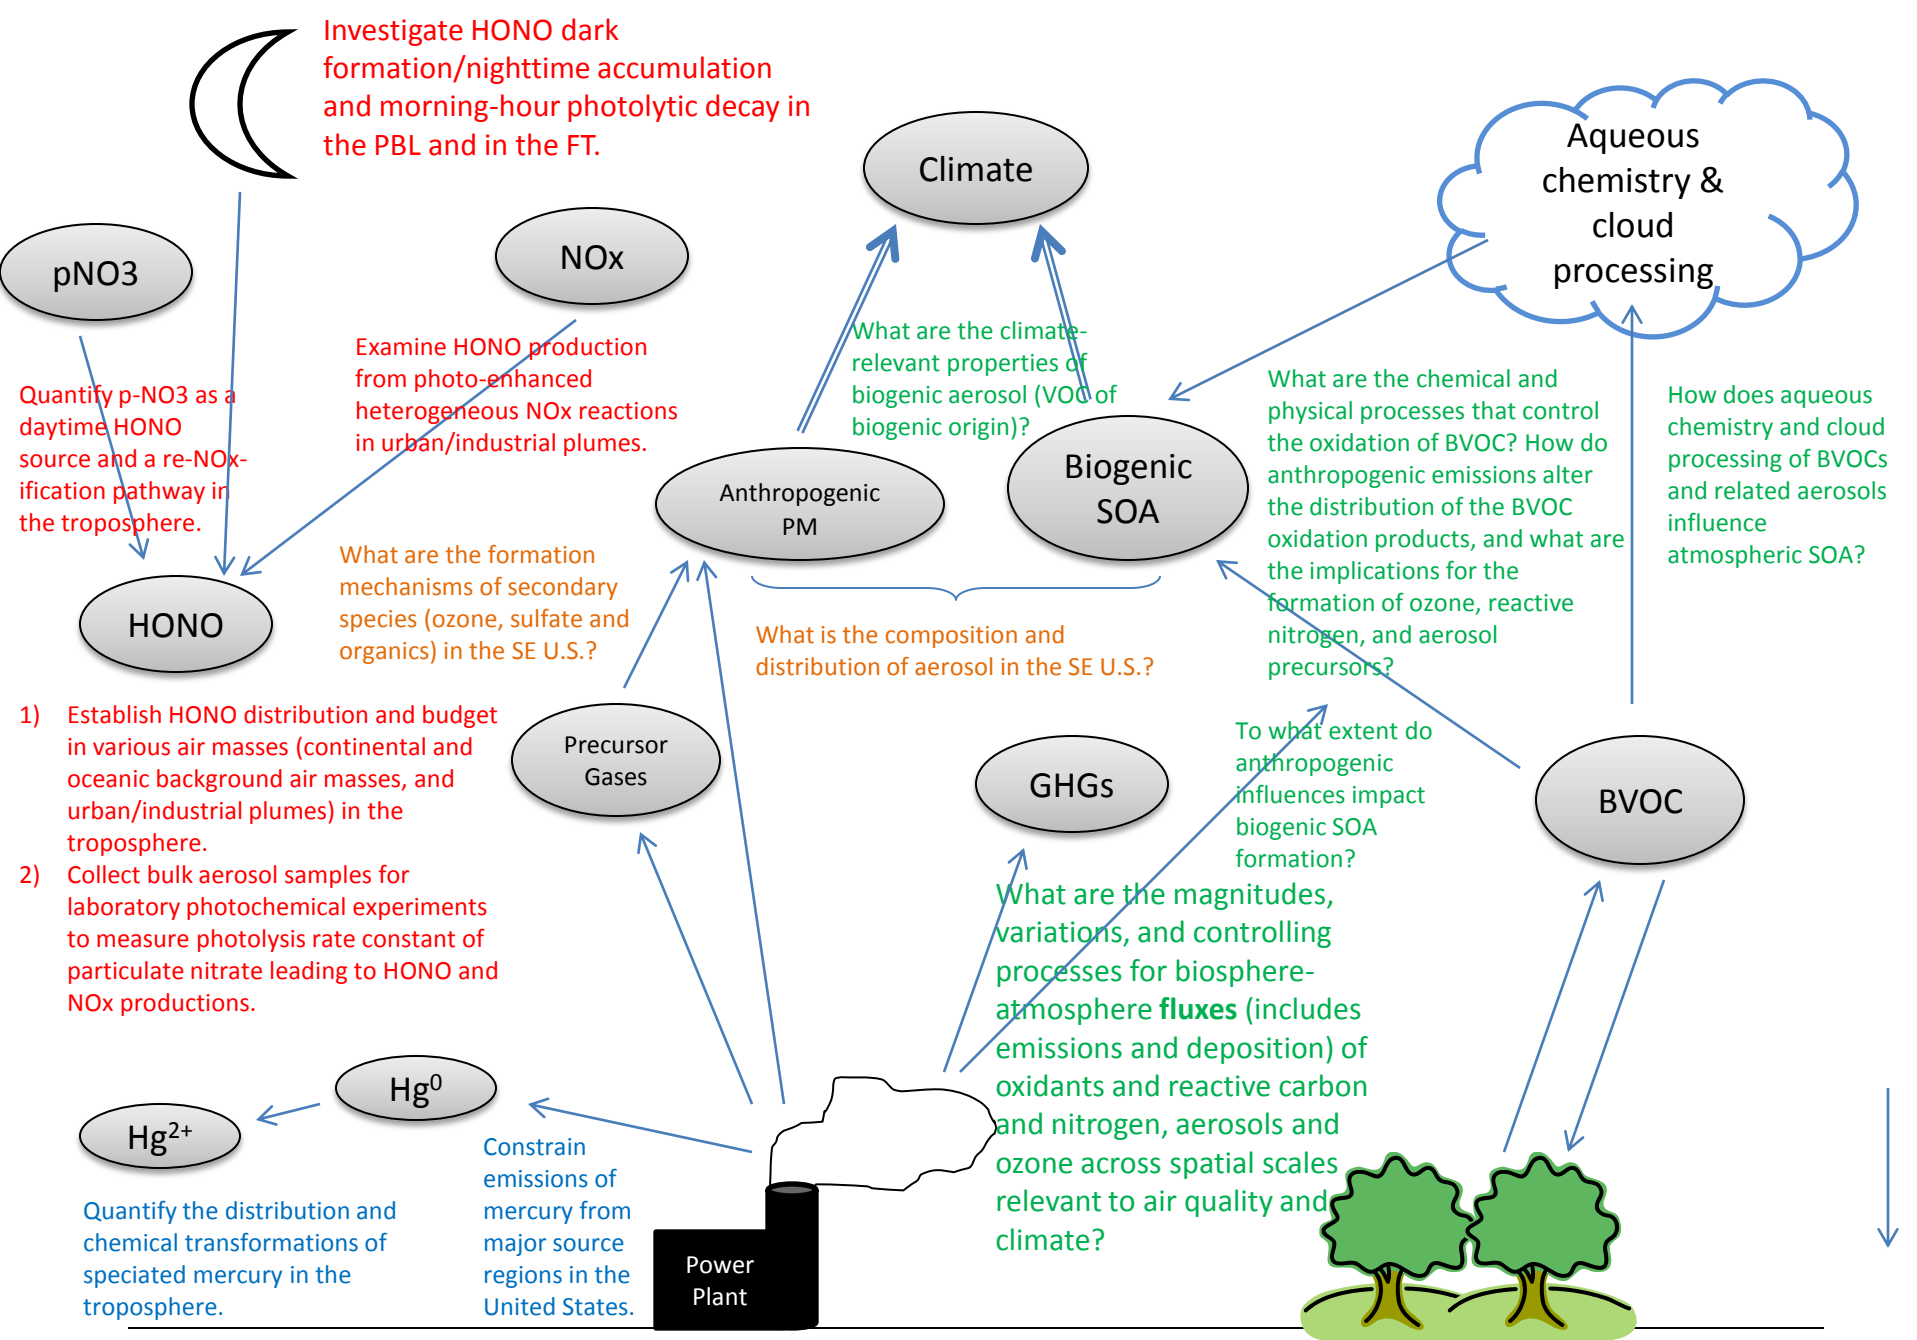 Investigate HONO dark
formation/nighttime accumulation
and morning-hour photolytic decay in
the PBL and in the FT.
Climate
Aqueous
chemistry &
cloud
processing
pNO3
NOx
Quantify p-NO3 as a
daytime HONO
source and a re-NOx-
ification pathway in
the troposphere.
Examine HONO production
from photo-enhanced
heterogeneous NOx reactions
in urban/industrial plumes.
What are the climate-
relevant properties of
biogenic aerosol (VOC of
biogenic origin)?
What are the chemical and
physical processes that control
the oxidation of BVOC? How do
anthropogenic emissions alter
the distribution of the BVOC
oxidation products, and what are
the implications for the
formation of ozone, reactive
nitrogen, and aerosol
precursors?
How does aqueous
chemistry and cloud
processing of BVOCs
and related aerosols
influence
atmospheric SOA?
Anthropogenic
PM
Biogenic
SOA
HONO
What are the formation
mechanisms of secondary
species (ozone, sulfate and
organics) in the SE U.S.?
What is the composition and
distribution of aerosol in the SE U.S.?
1) Establish HONO distribution and budget
in various air masses (continental and
oceanic background air masses, and
urban/industrial plumes) in the
troposphere.
2) Collect bulk aerosol samples for
laboratory photochemical experiments
to measure photolysis rate constant of
particulate nitrate leading to HONO and
NOx productions.
Precursor
Gases
GHGs
To what extent do
anthropogenic
influences impact
biogenic SOA
formation?
BVOC
What are the magnitudes,
variations, and controlling
processes for biosphere-
atmosphere fluxes (includes
emissions and deposition) of
oxidants and reactive carbon
and nitrogen, aerosols and
ozone across spatial scales
relevant to air quality and
climate?
Hg⁰
Hg²⁺
Quantify the distribution and
chemical transformations of
speciated mercury in the
troposphere.
Constrain
emissions of
mercury from
major source
regions in the
United States.
Power
Plant